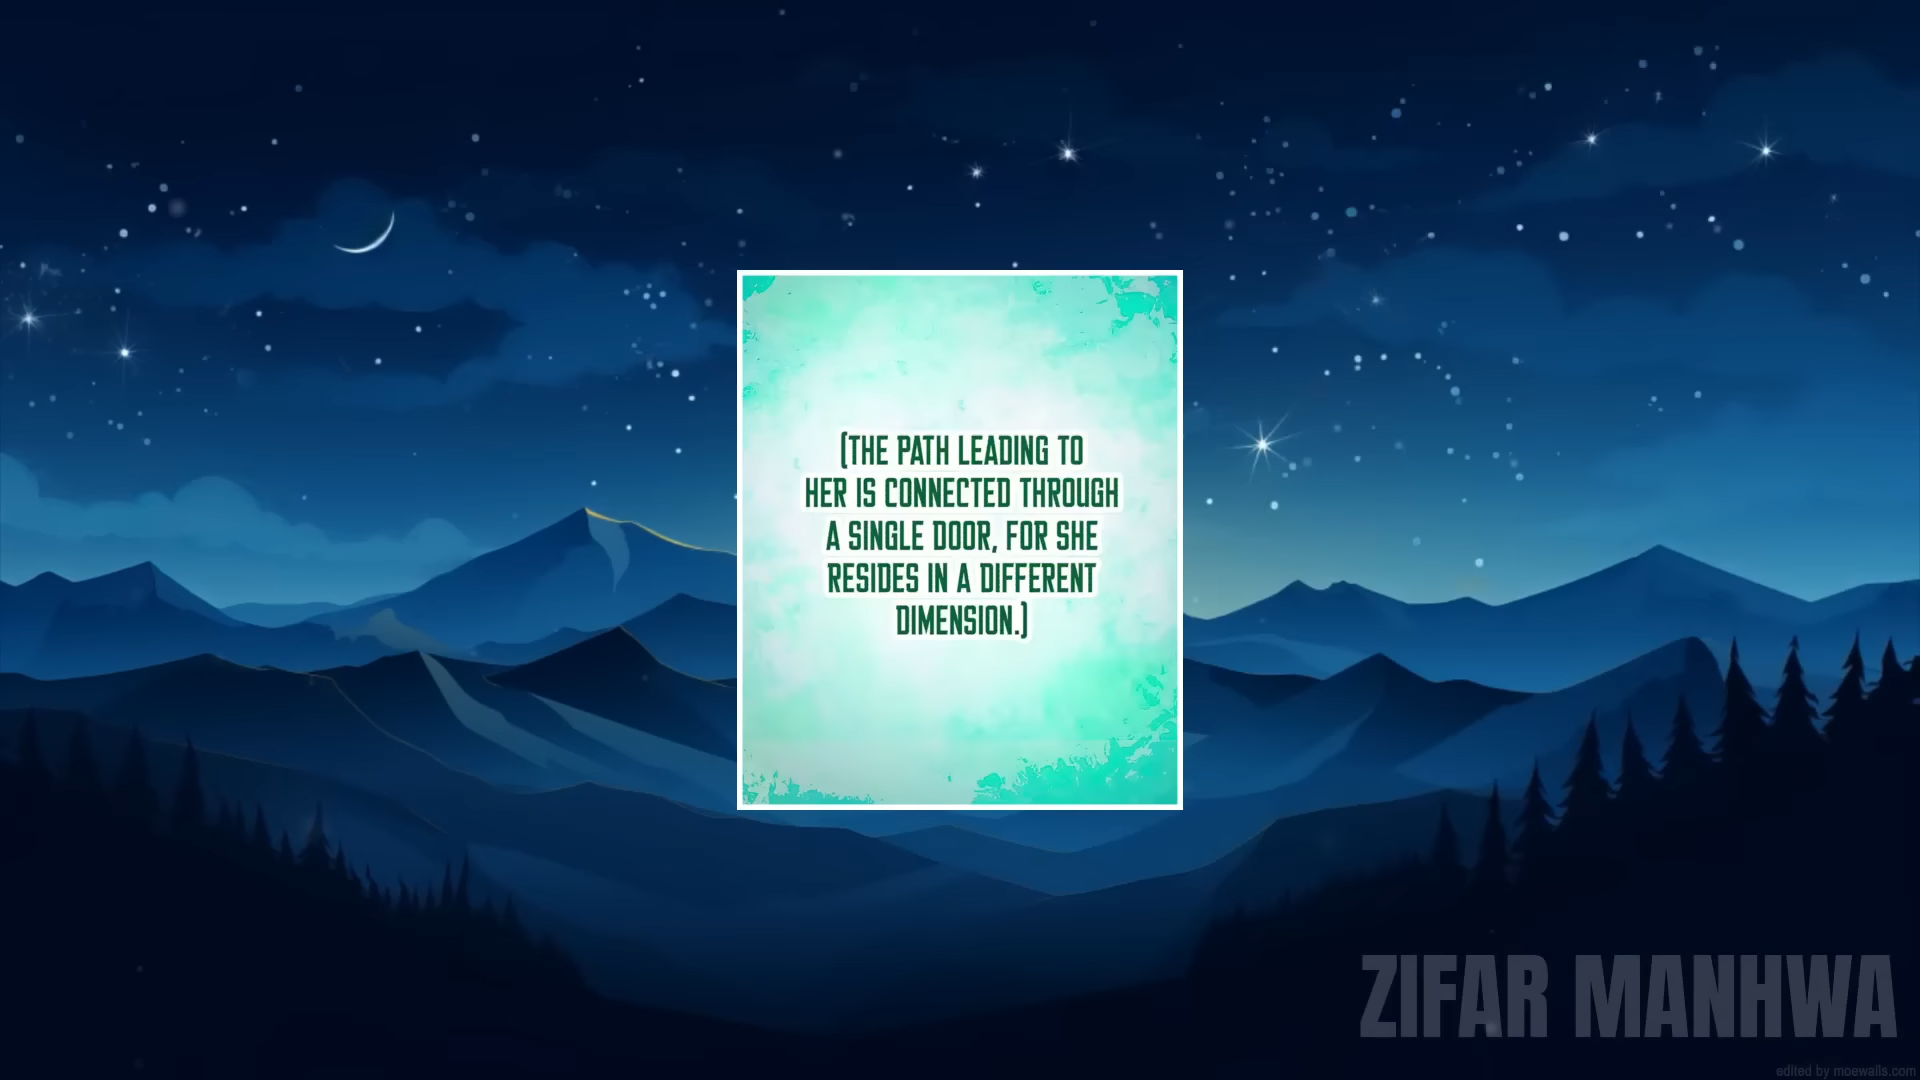 (THE PATH LEADING TO
HER IS CONNECTED THROUGH
A SINGLE DOOR, FOR SHE
RESIDES IN A DIFFERENT
DIMENSION.)
ZIFAR MANHWA
edited by moewalls.com